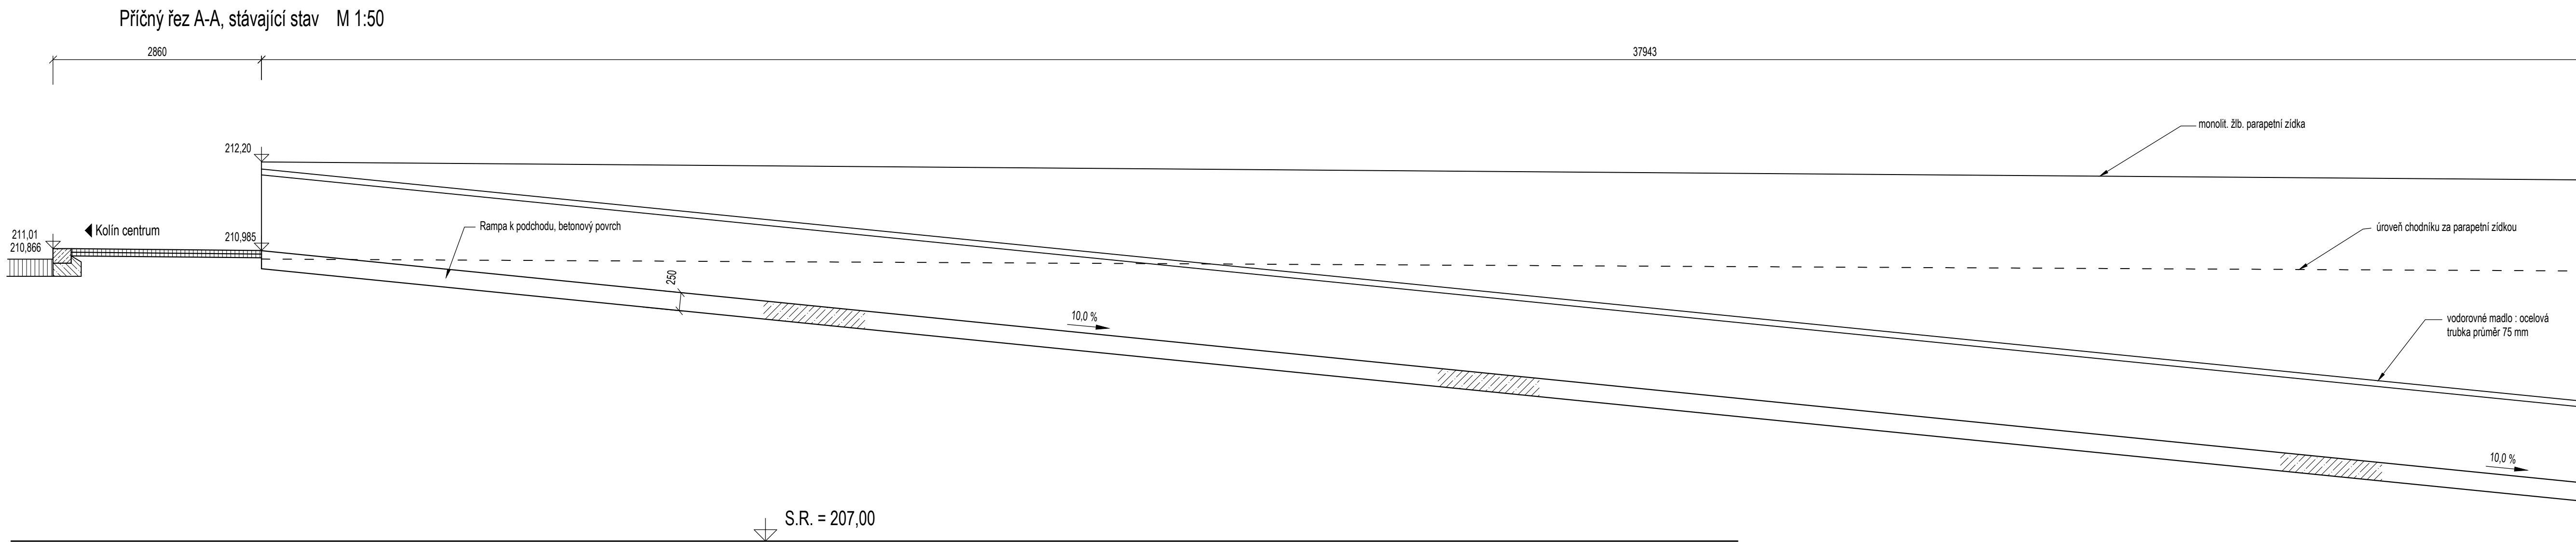 Příčný řez A-A, stávající stav M 1:50
2860
37943
monolit. žlb. parapetní zídka
212,20
Rampa k podchodu, betonový povrch
úroveň chodníku za parapetní zídkou
211,01
210,866
Kolín centrum
210,985
250
10,0 %
vodorovné madlo : ocelová
trubka průměr 75 mm
10,0 %
S.R. = 207,00